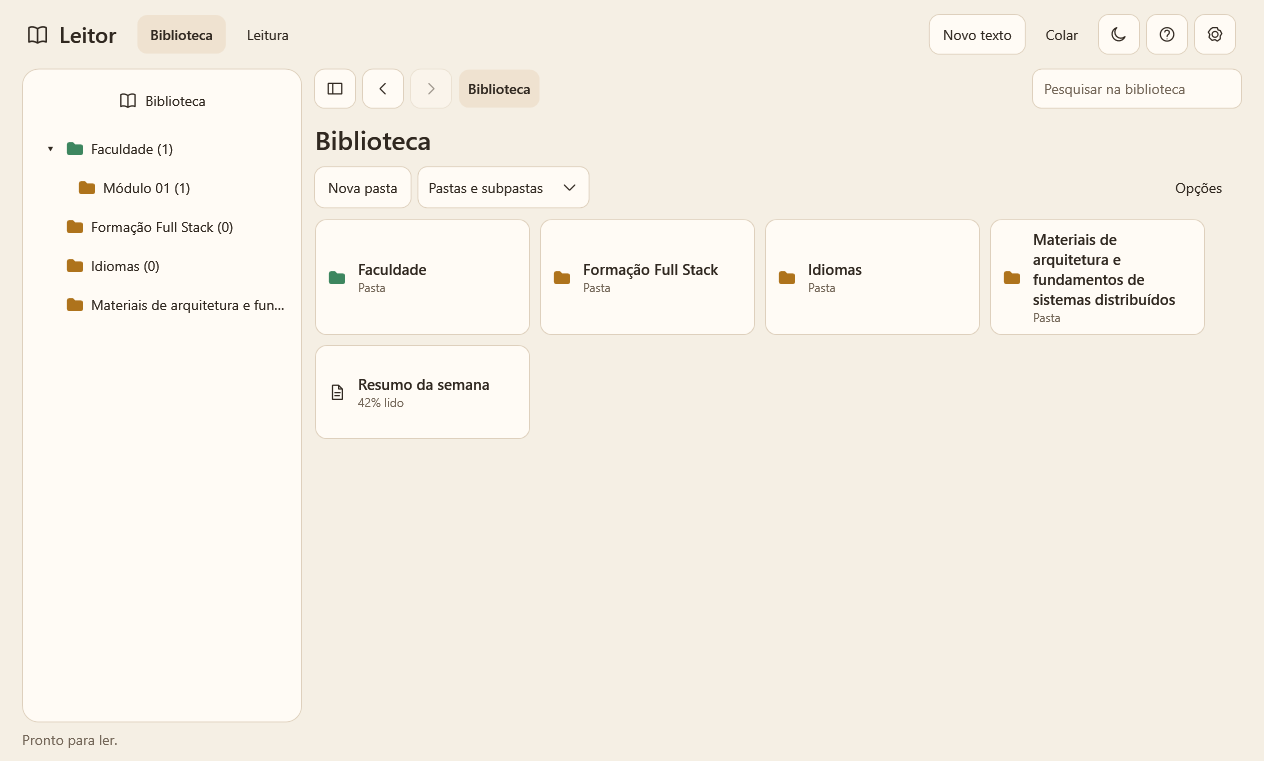 Leitor
Biblioteca
Leitura
Novo texto
Colar
Biblioteca
Faculdade (1)
Módulo 01 (1)
Formação Full Stack (0)
Idiomas (0)
Materiais de arquitetura e fun...
Biblioteca
Pesquisar na biblioteca
Biblioteca
Nova pasta
Pastas e subpastas
Opções
Faculdade
Pasta
Formação Full Stack
Pasta
Idiomas
Pasta
Materiais de
arquitetura e
fundamentos de
sistemas distribuídos
Pasta
Resumo da semana
42% lido
Pronto para ler.